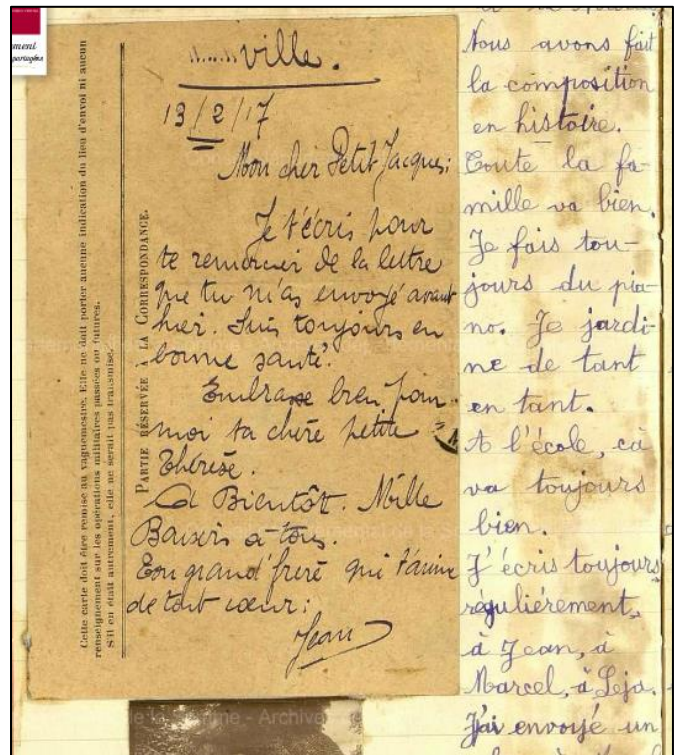 .......ville.
13/2/17
Mon cher Petit Jacques;
Je t'écris pour
te remercier de la lettre
que tu m'as envoyé avant
hier. Suis toujours en
bonne santé.
Embrasse bien pour
moi ta chère petite
Thérèse.
A Bientôt. Mille
Baisers à tous.
Ton grand frère qui t'aime
de tout cœur:
Jean
PARTIE RÉSERVÉE A LA CORRESPONDANCE.
Cette carte doit être remise au vaguemestre. Elle ne doit porter aucune indication du lieu d'envoi ni aucun
renseignement sur les opérations militaires passées ou futures.
S'il en était autrement, elle ne serait pas transmise.
Nous avons fait
la composition
en histoire.
Toute la fa-
mille va bien.
Je fais tou-
jours du pia-
no. Je jardi-
ne de tant
en tant.
A l'école, cà
va toujours
bien.
J'écris toujours
régulièrement,
à Jean, à
Marcel, à Leja.
J'ai envoyé un